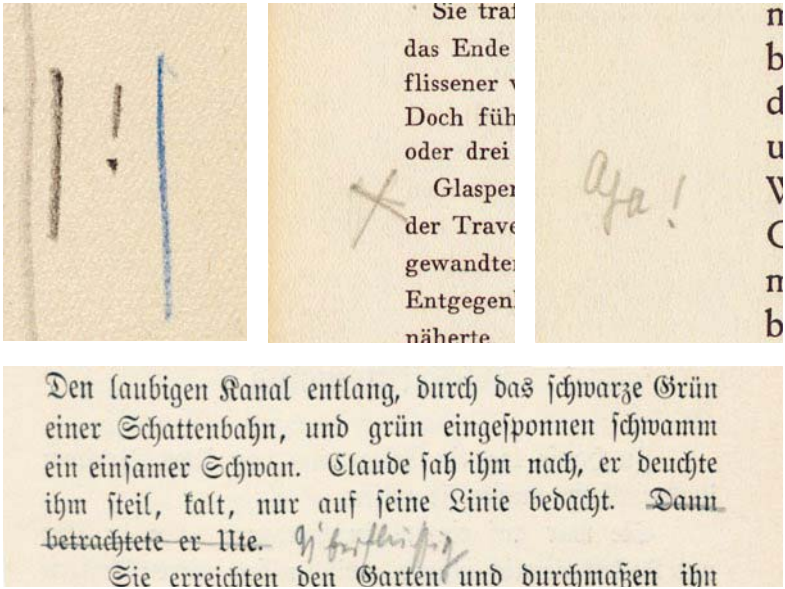 !
Sie traf
das Ende
flissener
Doch füh
oder drei
Glasper
der Trave
gewandte
Entgegen
näherte
Aja!
m
b
d
u
W
m
b
Den laubigen Kanal entlang, durch das schwarze Grün
einer Schattenbahn, und grün eingesponnen schwamm
ein einsamer Schwan. Claude sah ihm nach, er deuchte
ihm steil, kalt, nur auf seine Linie bedacht. Dann
betrachtete er Ute. Überflüssig
Sie erreichten den Garten und durchmaßen ihn